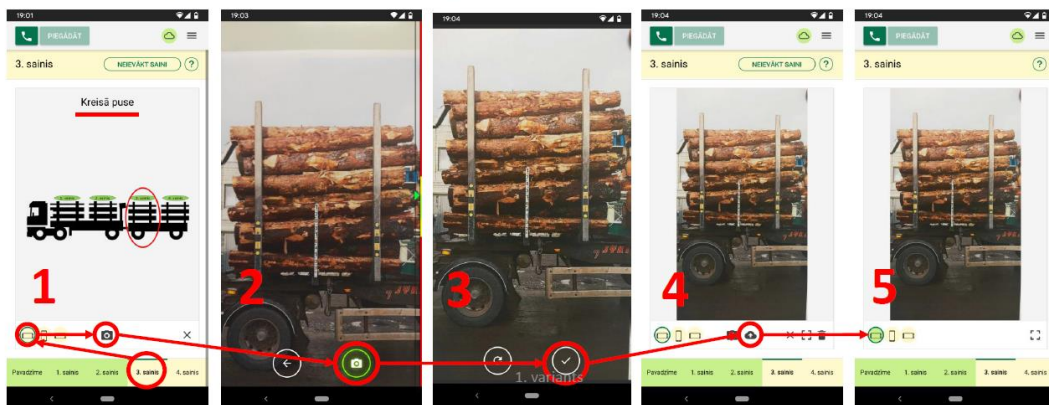 19:01
PIEGĀDĀT
3. sainis
NEIEVĀKT SAINI
?
Kreisā puse
1
Pavadzīme
1. sainis
2. sainis
3. sainis
4. sainis
19:03
2
19:04
3
1. variants
19:04
PIEGĀDĀT
3. sainis
NEIEVĀKT SAINI
?
4
Pavadzīme
1. sainis
2. sainis
3. sainis
4. sainis
19:04
PIEGĀDĀT
3. sainis
?
5
Pavadzīme
1. sainis
2. sainis
3. sainis
4. sainis